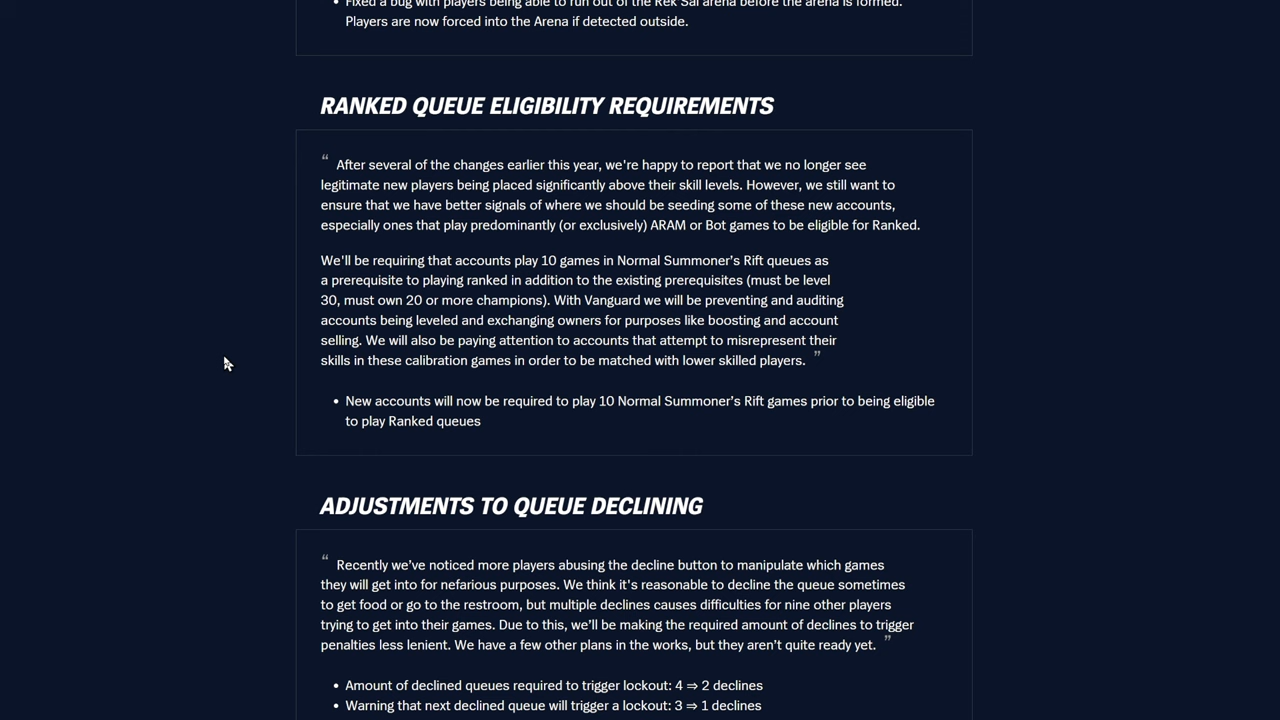 Fixed a bug with players being able to run out of the Rek'Sai arena before the arena is formed.
Players are now forced into the Arena if detected outside.
RANKED QUEUE ELIGIBILITY REQUIREMENTS
“ After several of the changes earlier this year, we're happy to report that we no longer see
legitimate new players being placed significantly above their skill levels. However, we still want to
ensure that we have better signals of where we should be seeding some of these new accounts,
especially ones that play predominantly (or exclusively) ARAM or Bot games to be eligible for Ranked.
We'll be requiring that accounts play 10 games in Normal Summoner’s Rift queues as
a prerequisite to playing ranked in addition to the existing prerequisites (must be level
30, must own 20 or more champions). With Vanguard we will be preventing and auditing
accounts being leveled and exchanging owners for purposes like boosting and account
selling. We will also be paying attention to accounts that attempt to misrepresent their
skills in these calibration games in order to be matched with lower skilled players. ”
• New accounts will now be required to play 10 Normal Summoner’s Rift games prior to being eligible
to play Ranked queues
ADJUSTMENTS TO QUEUE DECLINING
“ Recently we’ve noticed more players abusing the decline button to manipulate which games
they will get into for nefarious purposes. We think it's reasonable to decline the queue sometimes
to get food or go to the restroom, but multiple declines causes difficulties for nine other players
trying to get into their games. Due to this, we’ll be making the required amount of declines to trigger
penalties less lenient. We have a few other plans in the works, but they aren’t quite ready yet. ”
• Amount of declined queues required to trigger lockout: 4 ⇒ 2 declines
• Warning that next declined queue will trigger a lockout: 3 ⇒ 1 declines